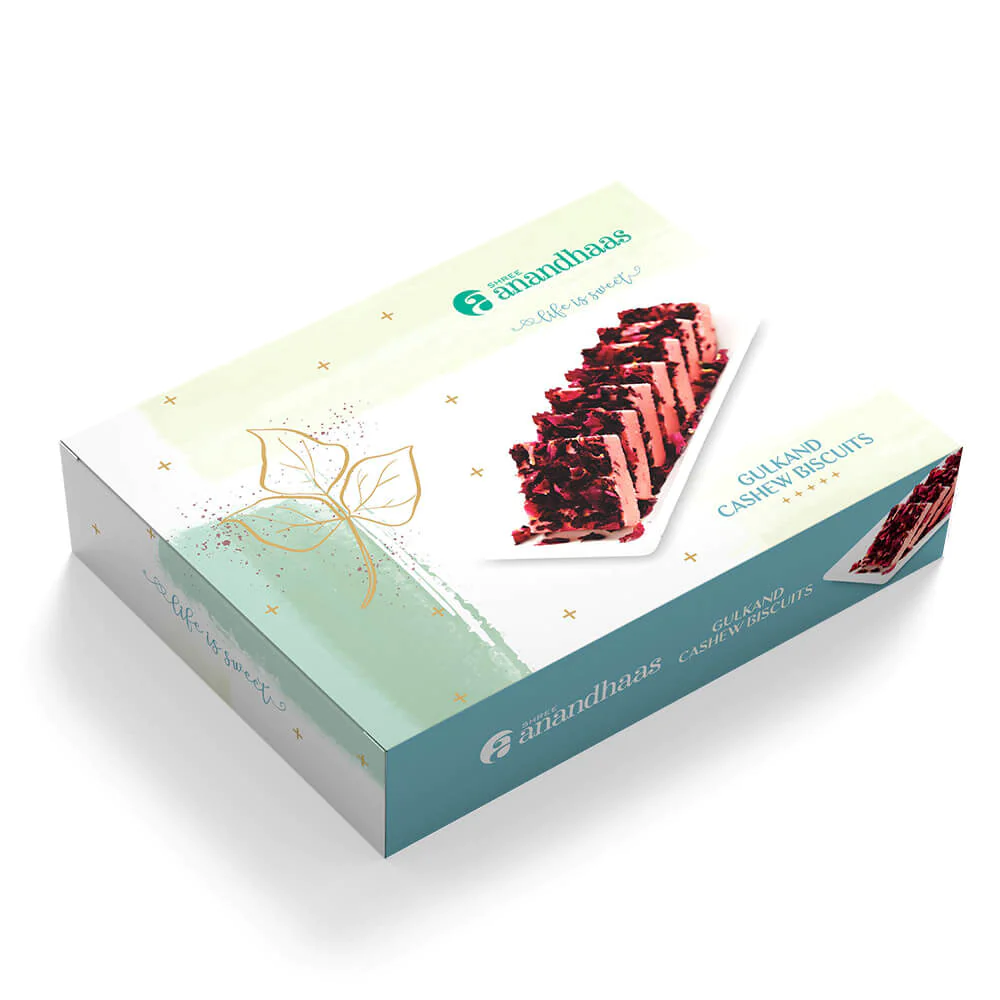 SHREE
anandhaas
life is sweet
GULKAND
CASHEW BISCUITS
life is sweet
SHREE
anandhaas
GULKAND
CASHEW BISCUITS